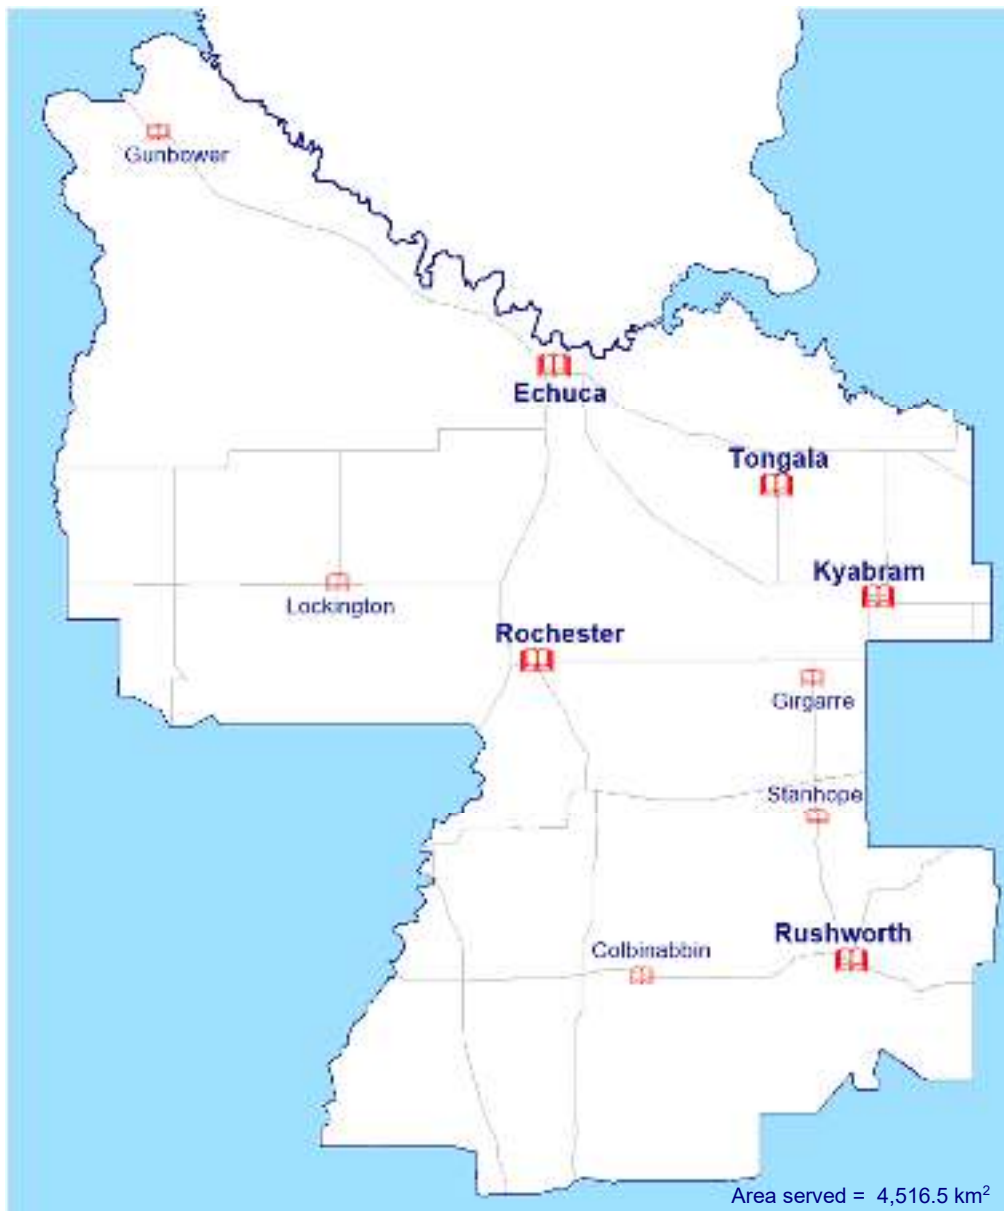 Gunbower
Echuca
Tongala
Kyabram
Lockington
Rochester
Girgarre
Stanhope
Rushworth
Colbinabbin
Area served = 4,516.5 km²